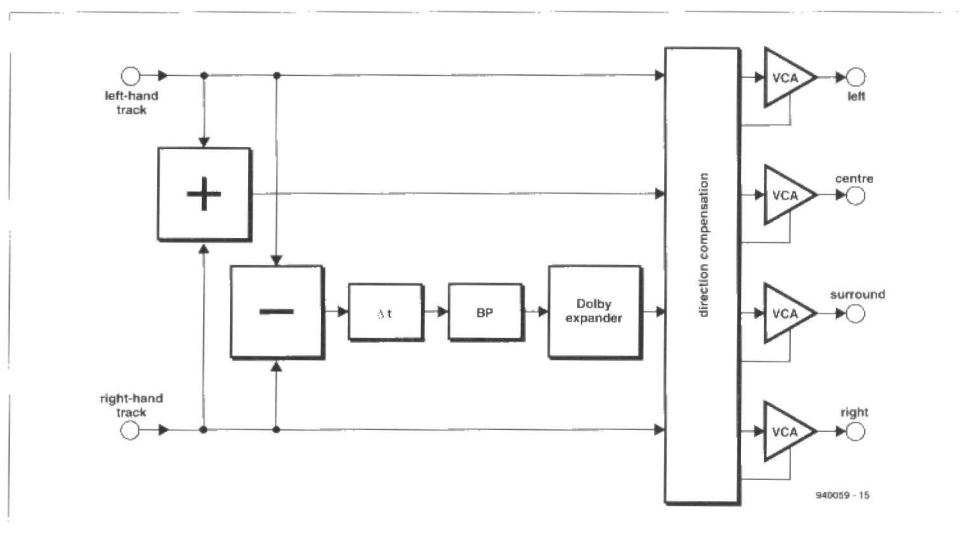 left-hand
track
VCA
left
+
centre
VCA
direction compensation
surround
−
Δ t
BP
Dolby
expander
VCA
right-hand
track
right
VCA
940059 - 15